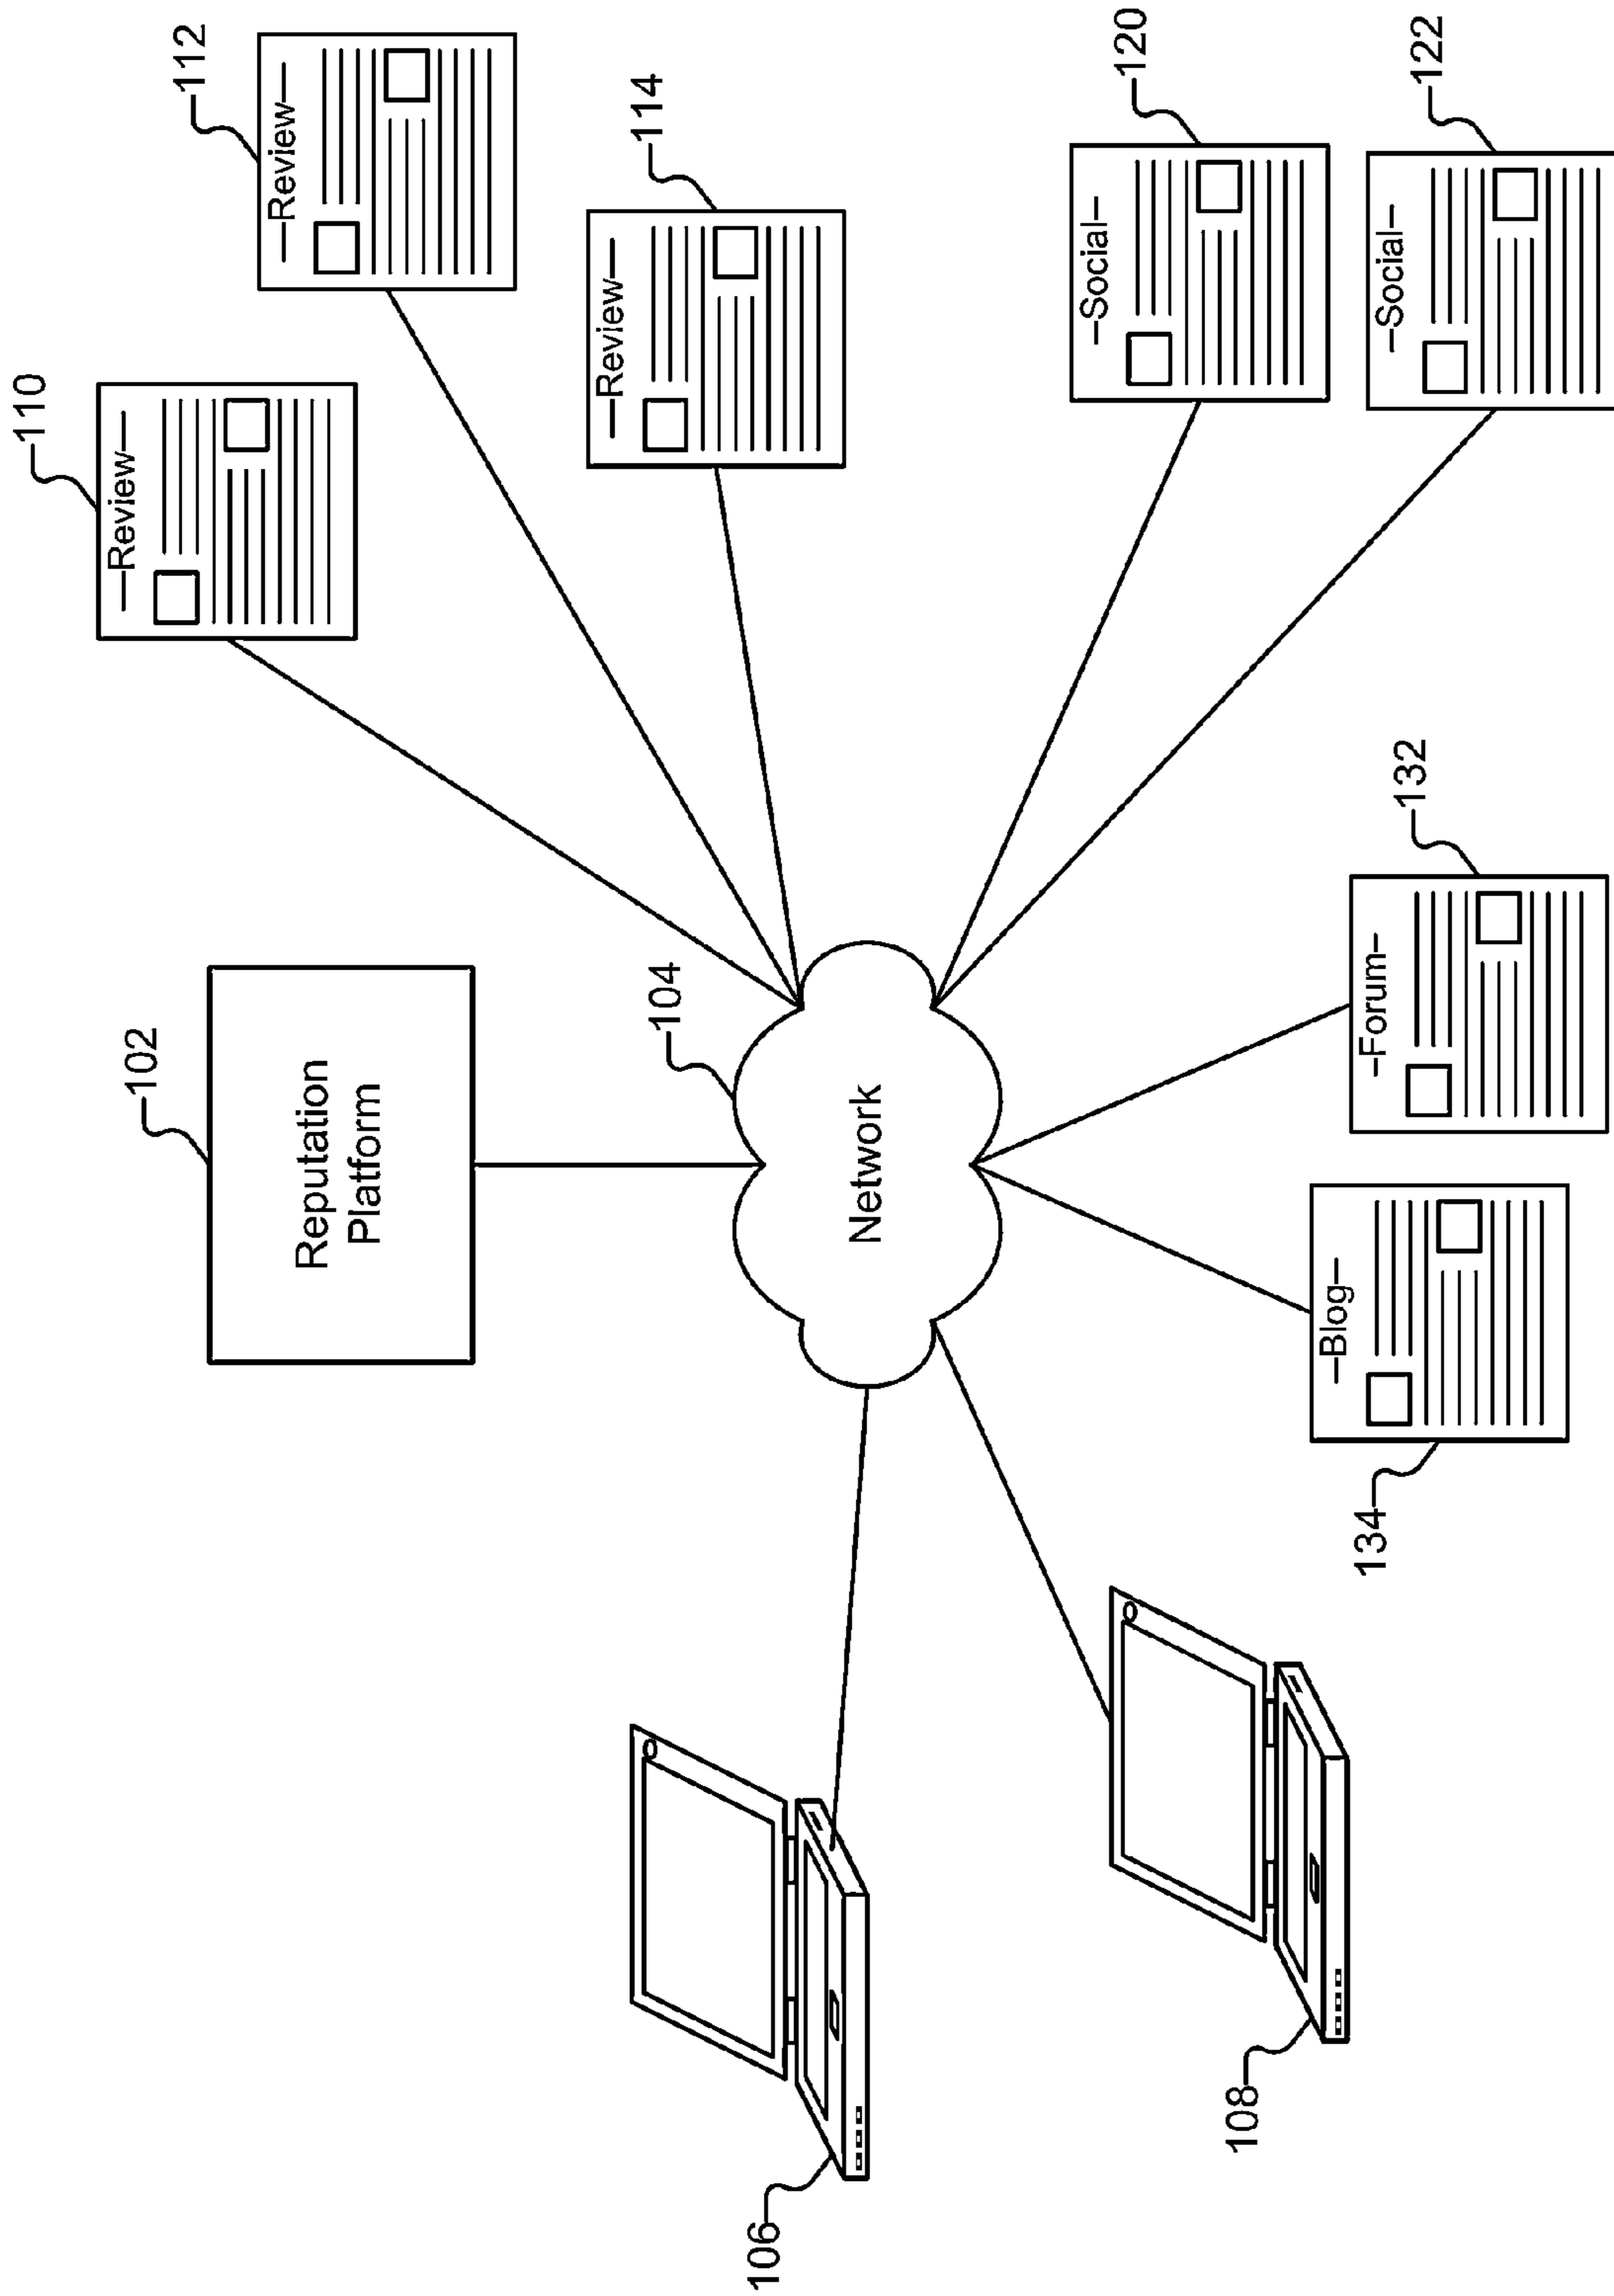 102
Reputation
Platform
104
Network
106
108
110
—Review—
112
—Review—
114
—Review—
120
–Social–
122
–Social–
132
–Forum–
134
–Blog–